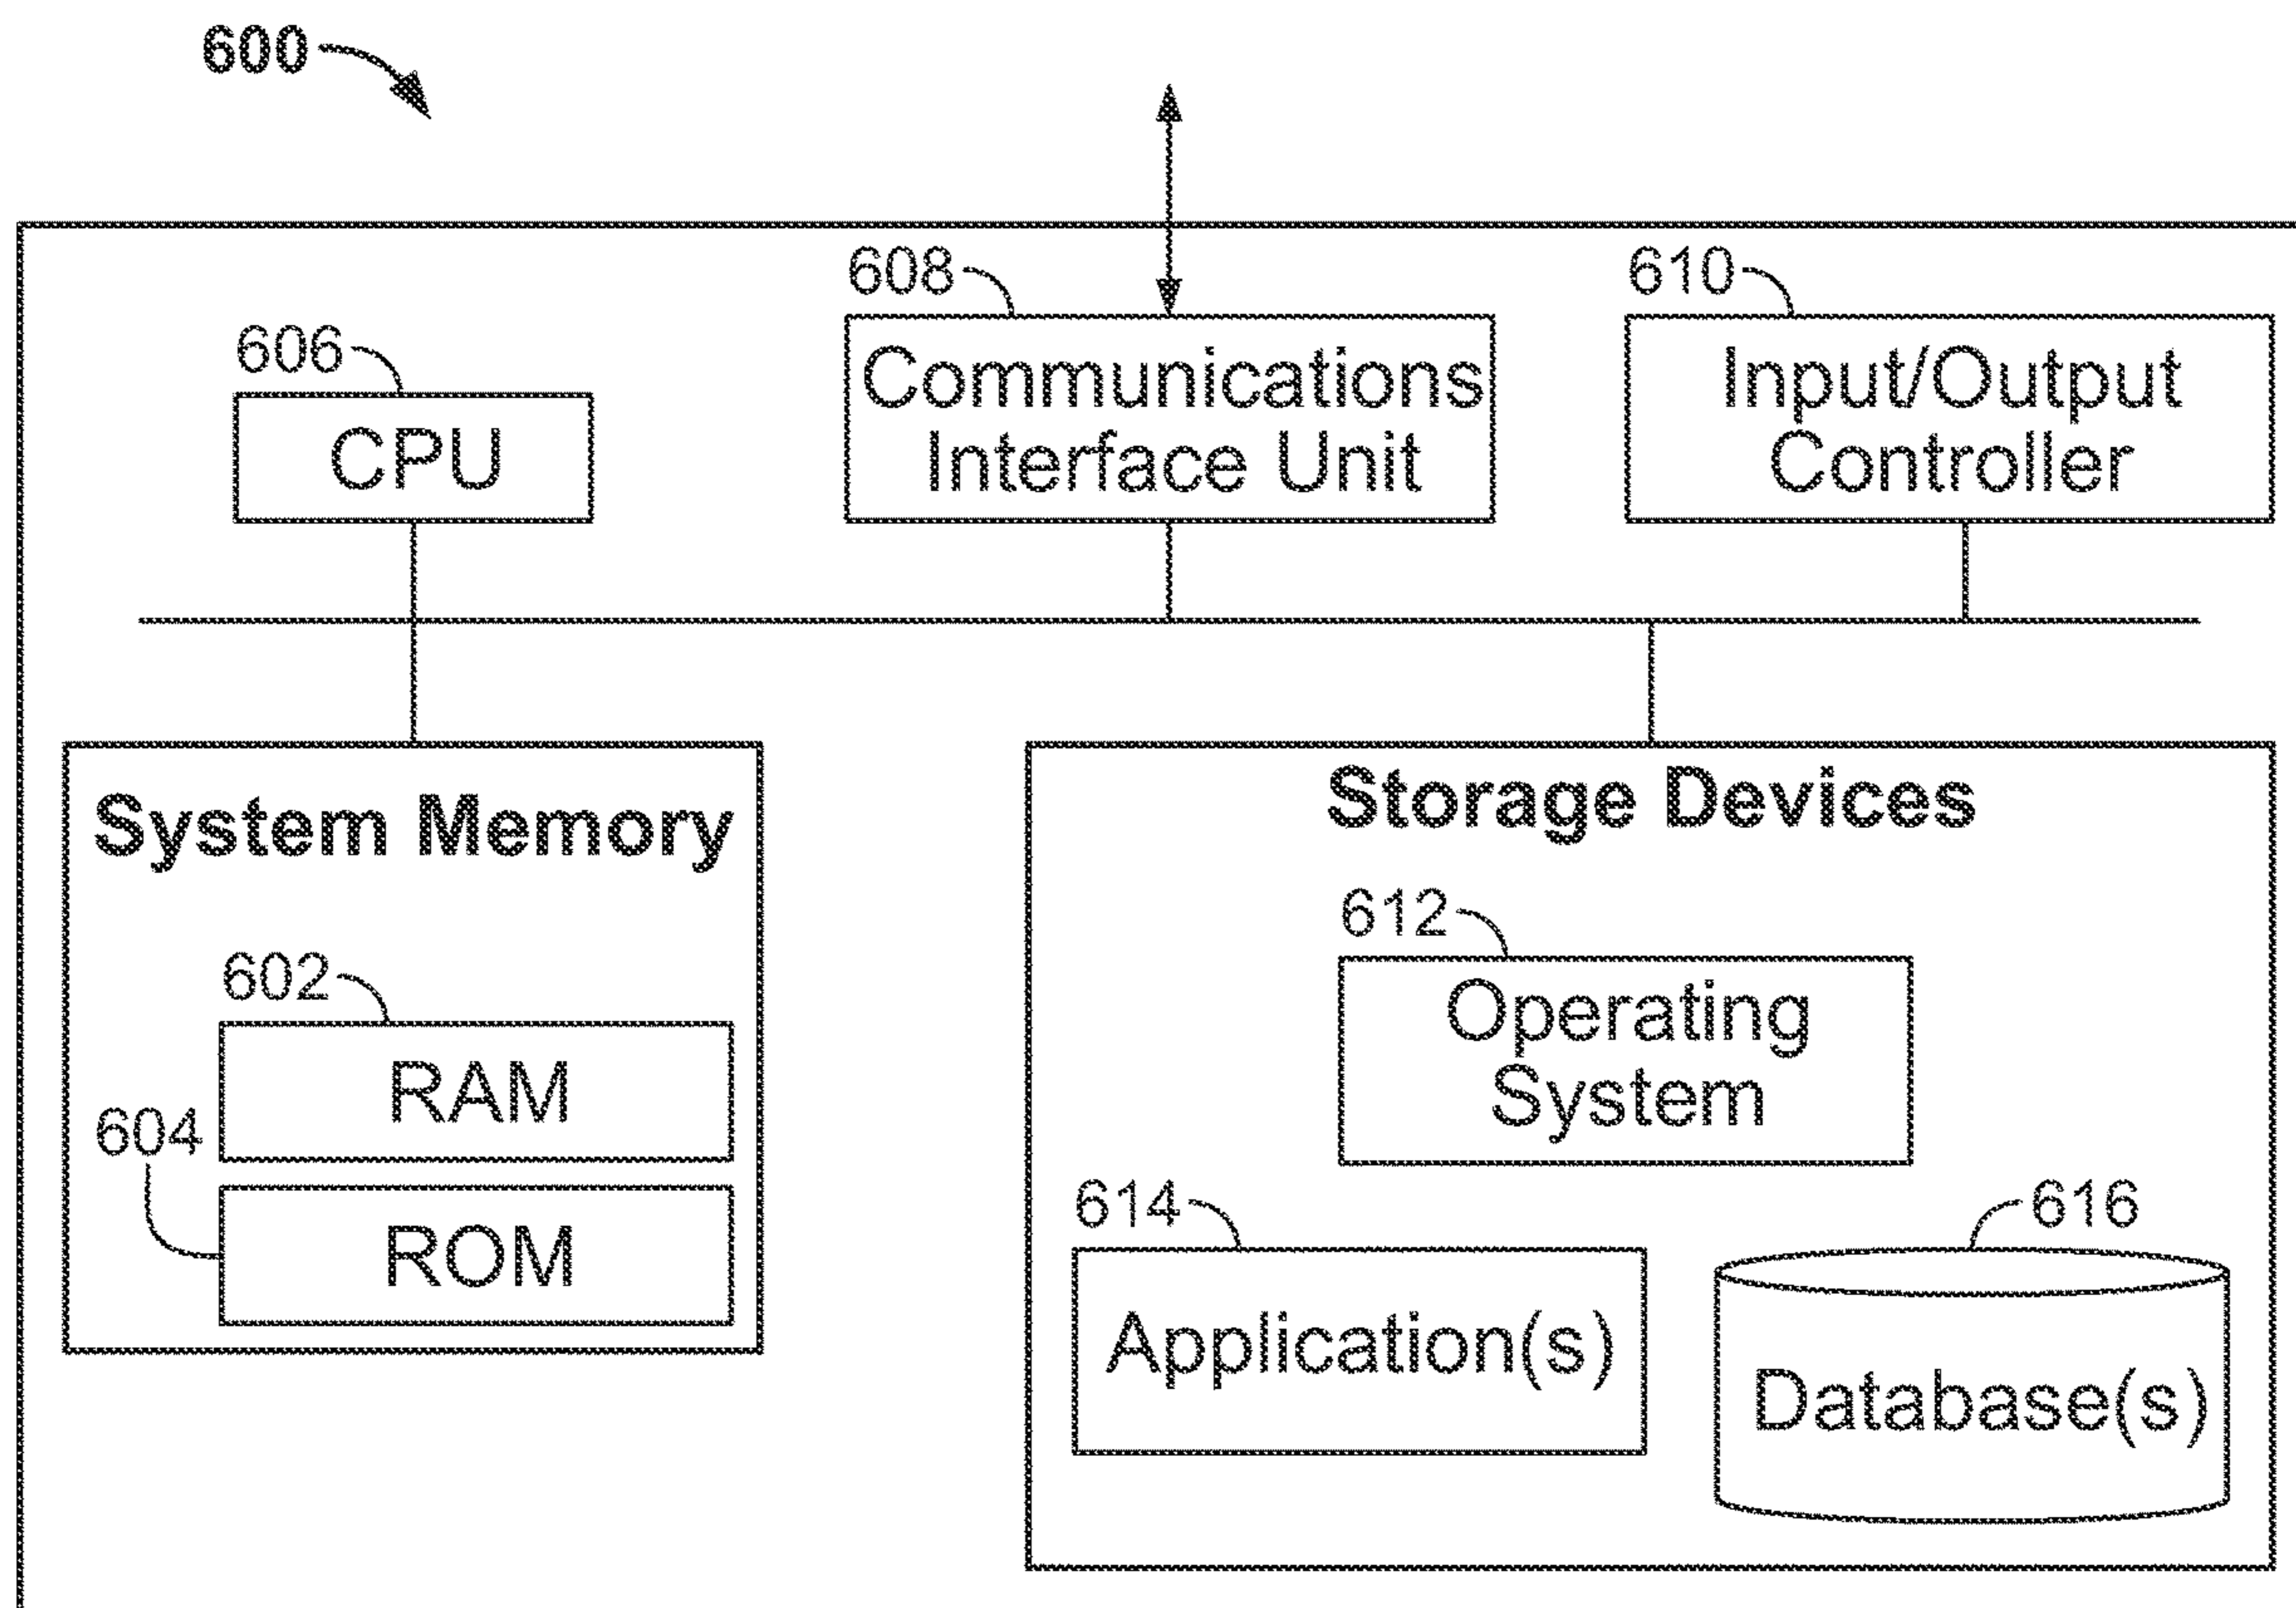 600
608
610
606
Communications
Interface Unit
Input/Output
Controller
CPU
System Memory
602
RAM
604
ROM
Storage Devices
612
Operating
System
614
Application(s)
616
Database(s)